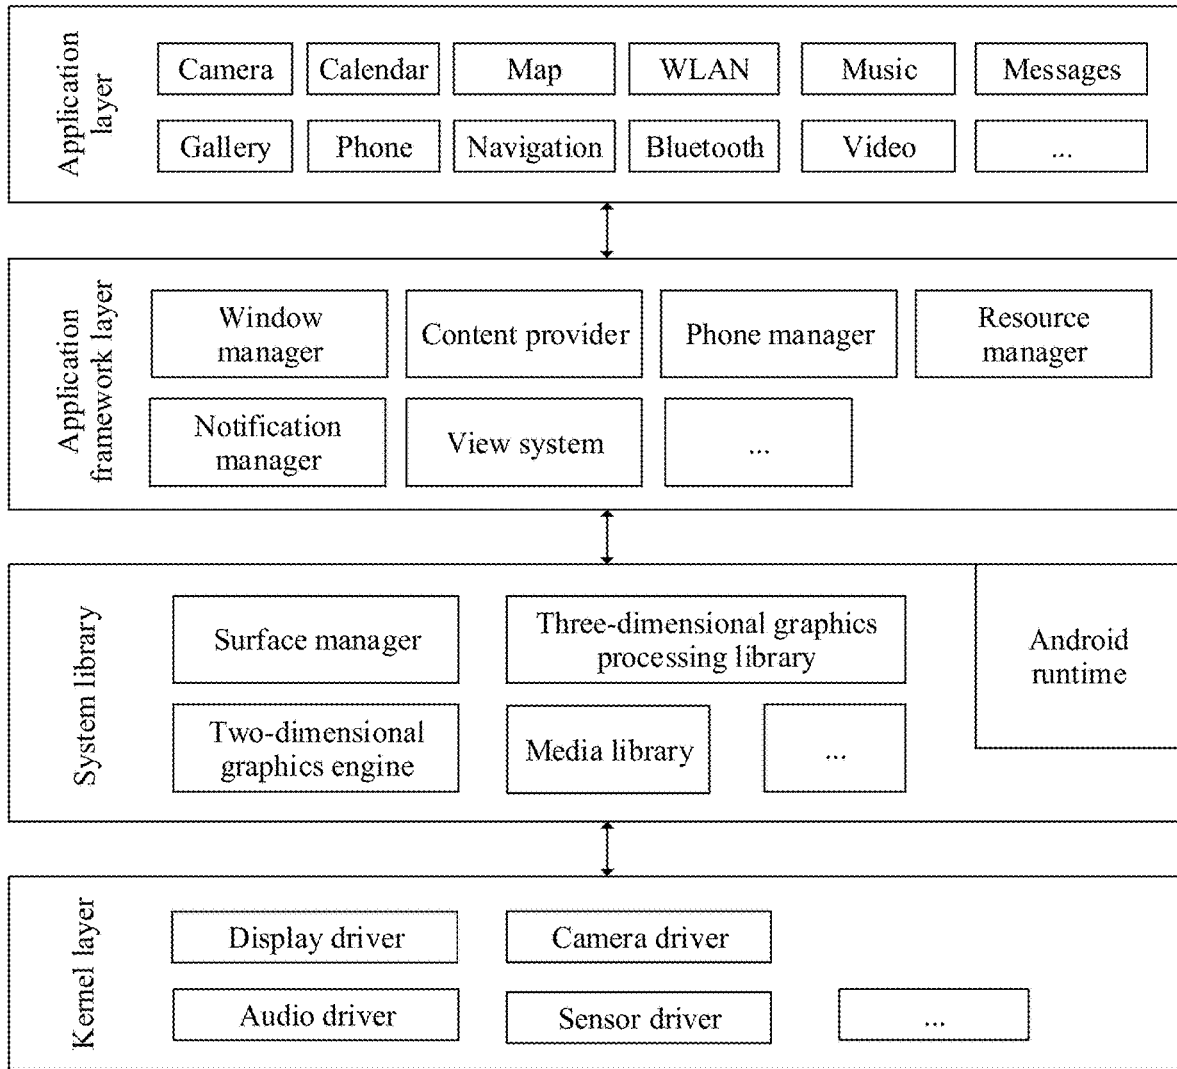 Application
layer
Camera
Calendar
Map
WLAN
Music
Messages
Gallery
Phone
Navigation
Bluetooth
Video
...
Application
framework layer
Window
manager
Content provider
Phone manager
Resource
manager
Notification
manager
View system
...
System library
Surface manager
Three-dimensional graphics
processing library
Android
runtime
Two-dimensional
graphics engine
Media library
...
Kernel layer
Display driver
Camera driver
Audio driver
Sensor driver
...